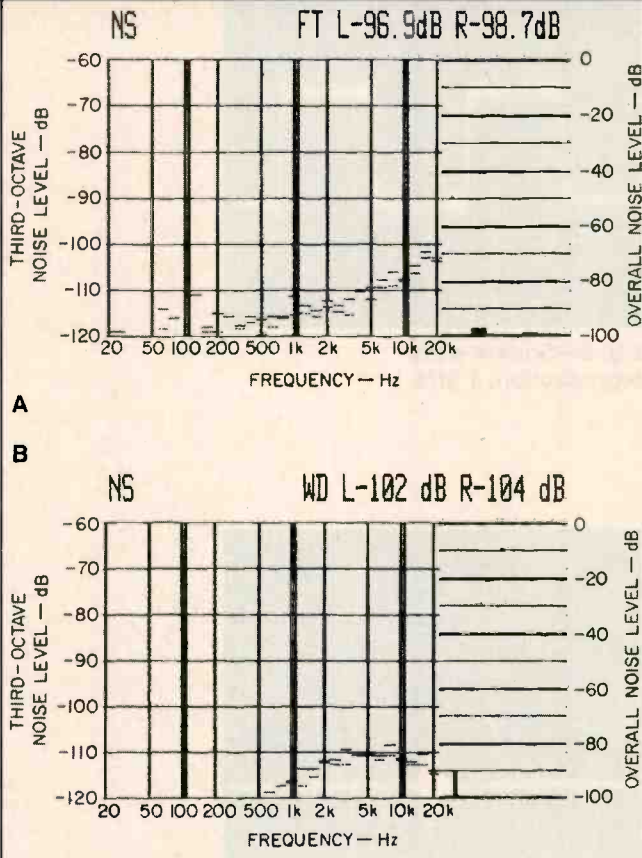 NS FT L-96.9dB R-98.7dB
THIRD-OCTAVE
NOISE LEVEL — dB
-60
-70
-80
-90
-100
-110
-120
0
-20
-40
-60
-80
-100
OVERALL NOISE LEVEL — dB
20 50 100 200 500 1k 2k 5k 10k 20k
FREQUENCY — Hz
A
B
NS WD L-102 dB R-104 dB
THIRD-OCTAVE
NOISE LEVEL — dB
-60
-70
-80
-90
-100
-110
-120
0
-20
-40
-60
-80
-100
OVERALL NOISE LEVEL — dB
20 50 100 200 500 1k 2k 5k 10k 20k
FREQUENCY — Hz